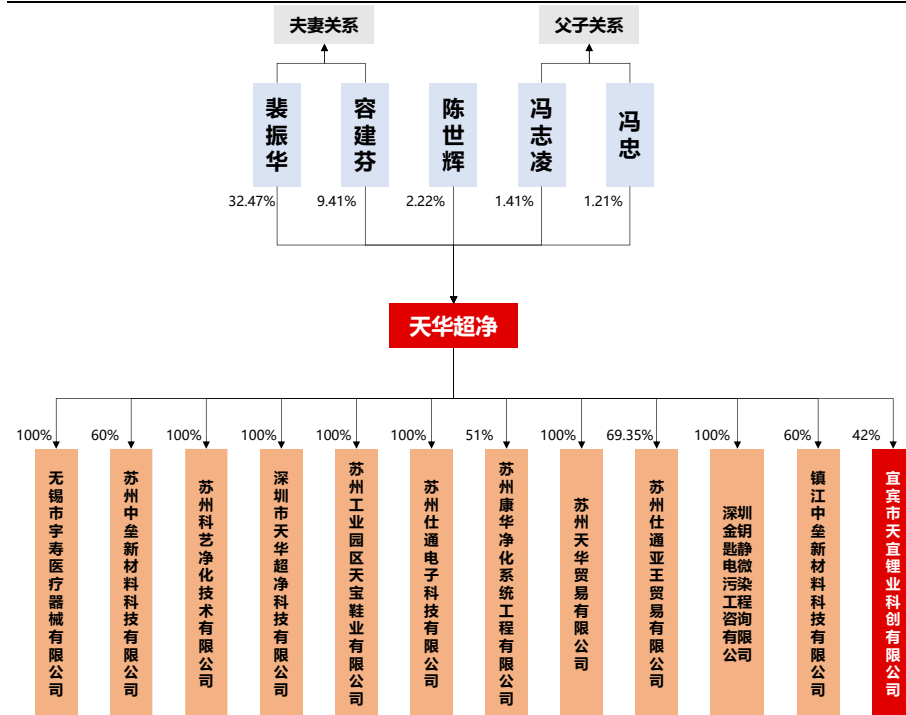 夫妻关系
父子关系
裴振华
容建芬
陈世辉
冯志凌
冯忠
32.47%
9.41%
2.22%
1.41%
1.21%
天华超净
100%
60%
100%
100%
100%
100%
51%
100%
69.35%
100%
60%
42%
无锡市宇寿医疗器械有限公司
苏州中垒新材料科技有限公司
苏州科艺净化技术有限公司
深圳市天华超净科技有限公司
苏州工业园区天宝鞋业有限公司
苏州仕通电子科技有限公司
苏州康华净化系统工程有限公司
苏州天华贸易有限公司
苏州仕通亚王贸易有限公司
深圳
金钥
匙静
电微
污染
工程
咨询
有限
公司
镇江中垒新材料科技有限公司
宜宾市天宜锂业科创有限公司